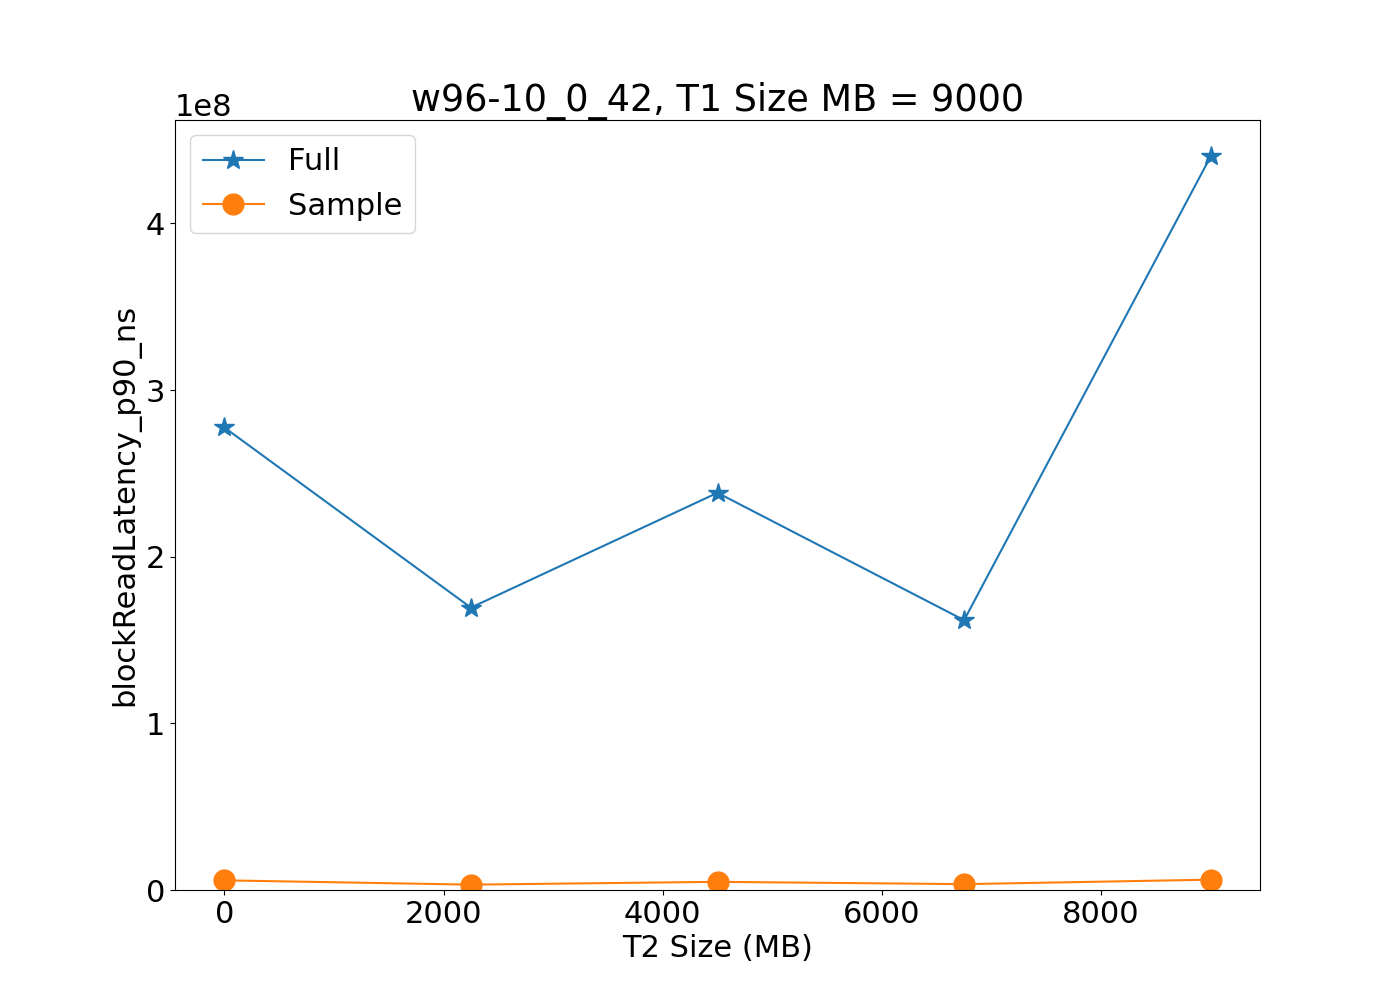 w96-10_0_42, T1 Size MB = 9000
1e8
Full
Sample
4
3
2
1
0
blockReadLatency_p90_ns
0 2000 4000 6000 8000
T2 Size (MB)